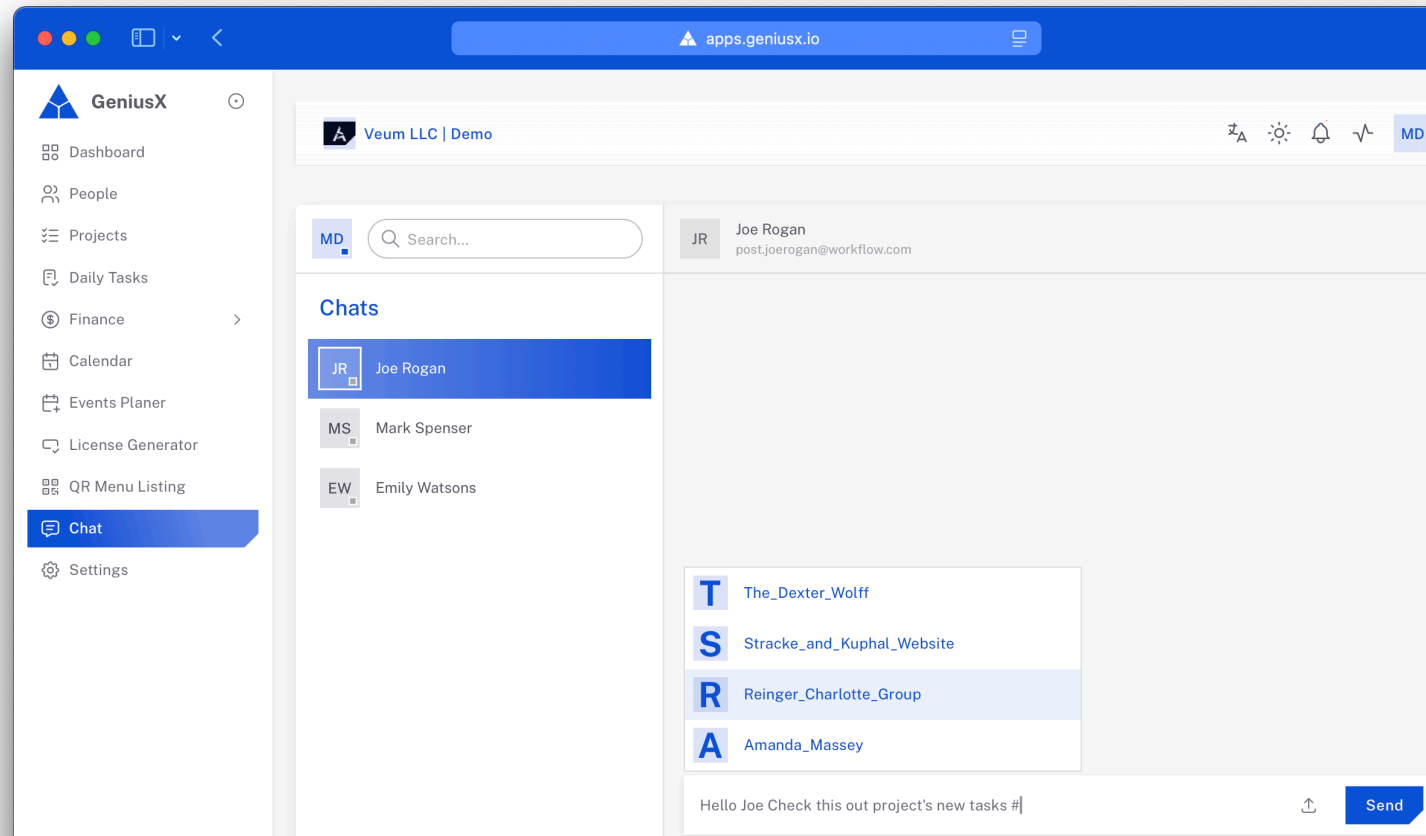 apps.geniusx.io
GeniusX
Dashboard
People
Projects
Daily Tasks
Finance
Calendar
Events Planer
License Generator
QR Menu Listing
Chat
Settings
Veum LLC | Demo
MD
MD
Search...
Chats
JR
Joe Rogan
MS
Mark Spenser
EW
Emily Watsons
JR
Joe Rogan
post.joerogan@workflow.com
T
The_Dexter_Wolff
S
Stracke_and_Kuphal_Website
R
Reinger_Charlotte_Group
A
Amanda_Massey
Hello Joe Check this out project's new tasks #
Send